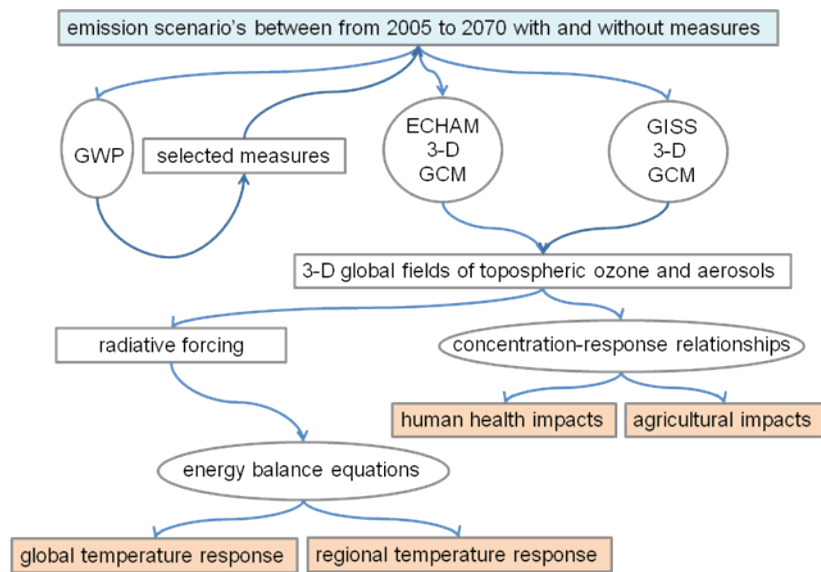 emission scenario's between from 2005 to 2070 with and without measures
GWP
selected measures
ECHAM
3-D
GCM
GISS
3-D
GCM
3-D global fields of topospheric ozone and aerosols
radiative forcing
concentration-response relationships
human health impacts
agricultural impacts
energy balance equations
global temperature response
regional temperature response